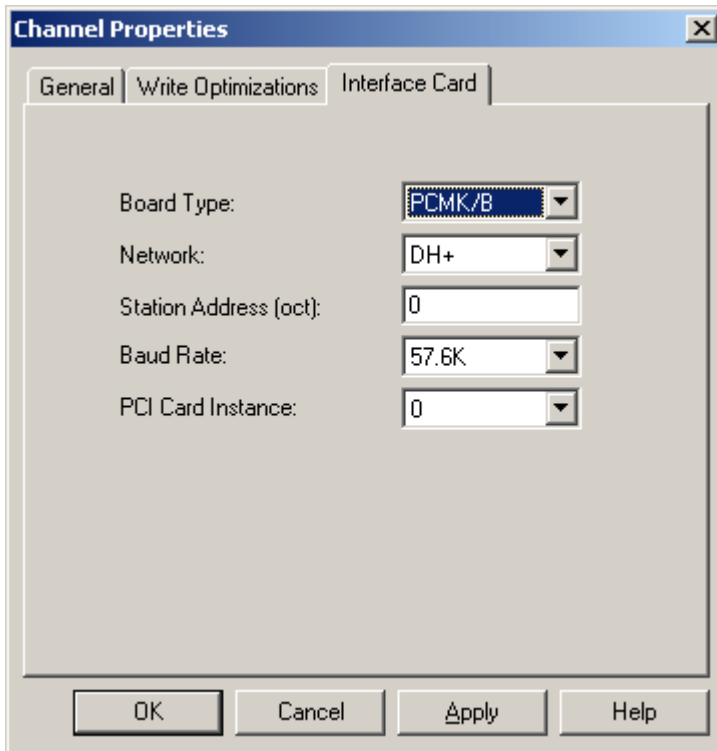 Channel Properties
General Write Optimizations Interface Card
Board Type: PCMK/B
Network: DH+
Station Address (oct): 0
Baud Rate: 57.6K
PCI Card Instance: 0
OK Cancel Apply Help